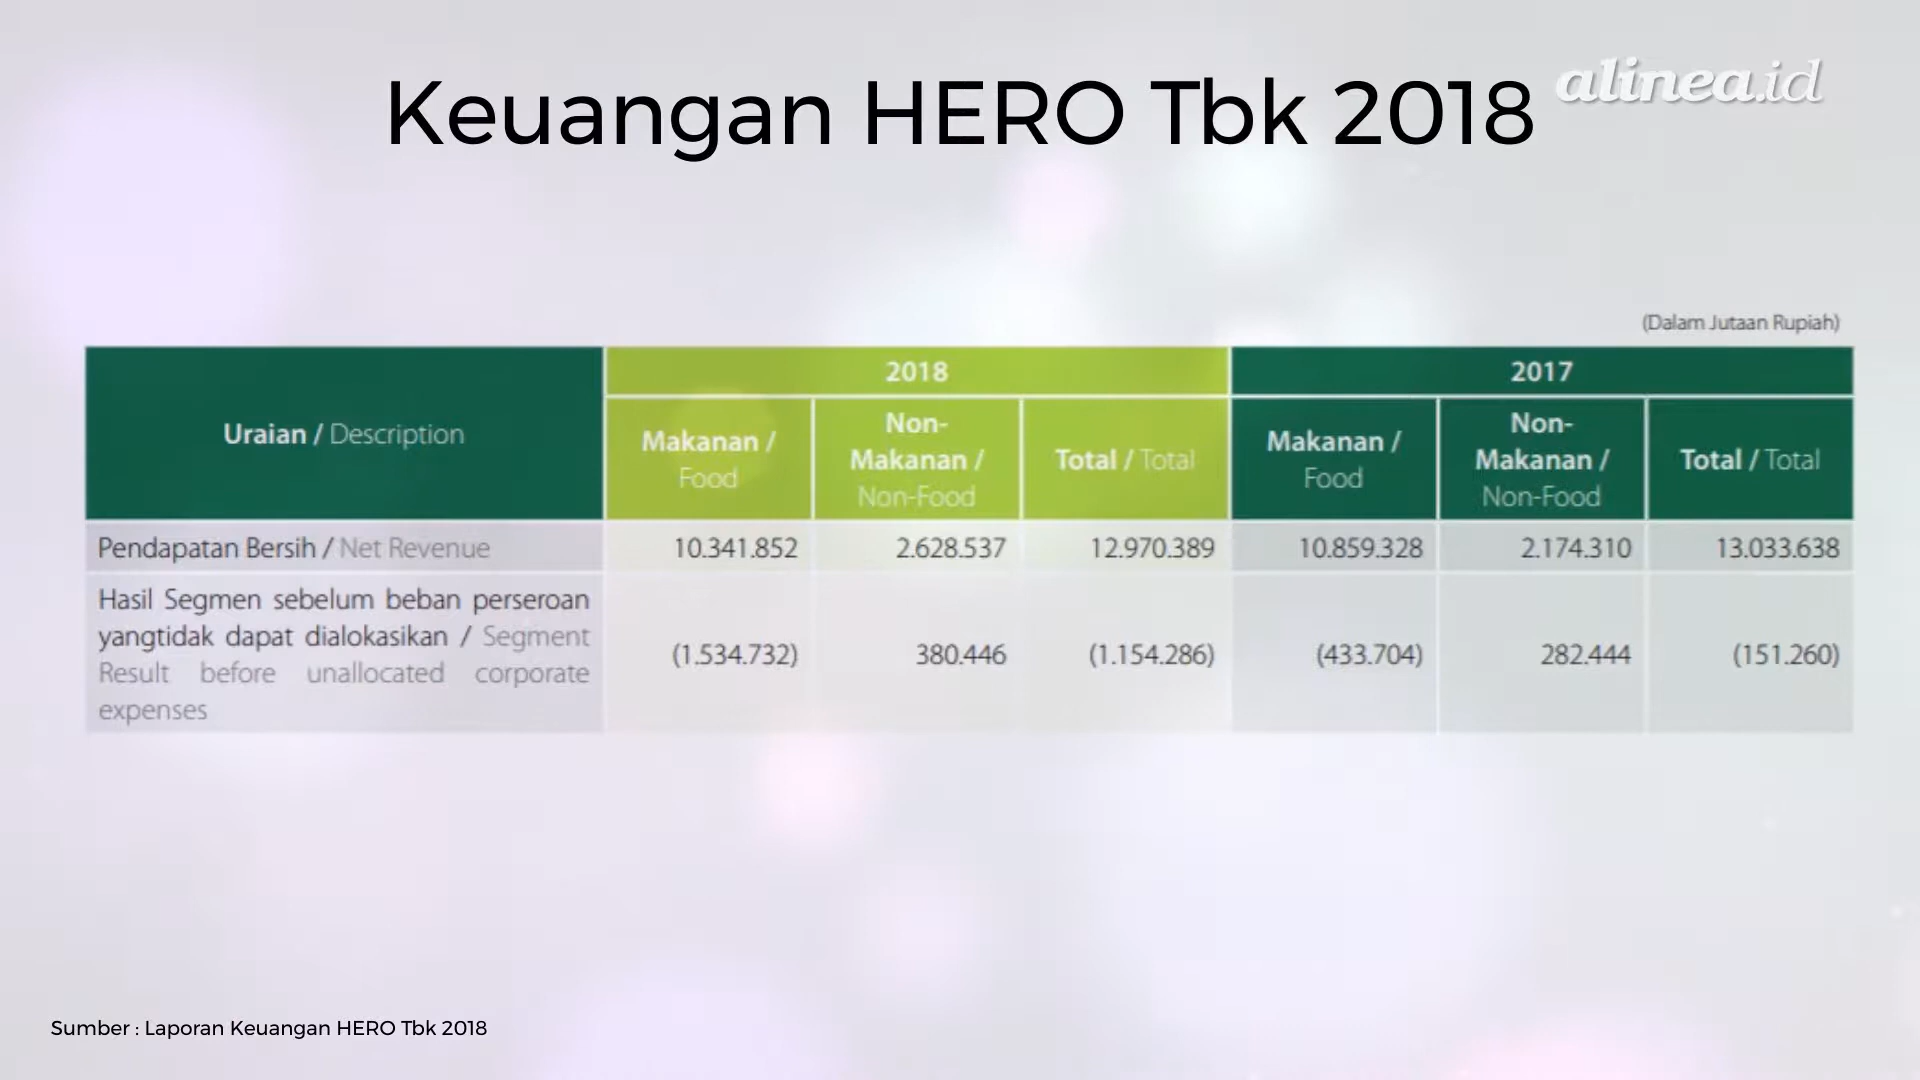 Keuangan HERO Tbk 2018
alinea.id
(Dalam Jutaan Rupiah)
Uraian / Description
2018
2017
Makanan /
Food
Non-
Makanan /
Non-Food
Total / Total
Makanan /
Food
Non-
Makanan /
Non-Food
Total / Total
Pendapatan Bersih / Net Revenue
10.341.852
2.628.537
12.970.389
10.859.328
2.174.310
13.033.638
Hasil Segmen sebelum beban perseroan
yangtidak dapat dialokasikan / Segment
Result before unallocated corporate
expenses
(1.534.732)
380.446
(1.154.286)
(433.704)
282.444
(151.260)
Sumber : Laporan Keuangan HERO Tbk 2018